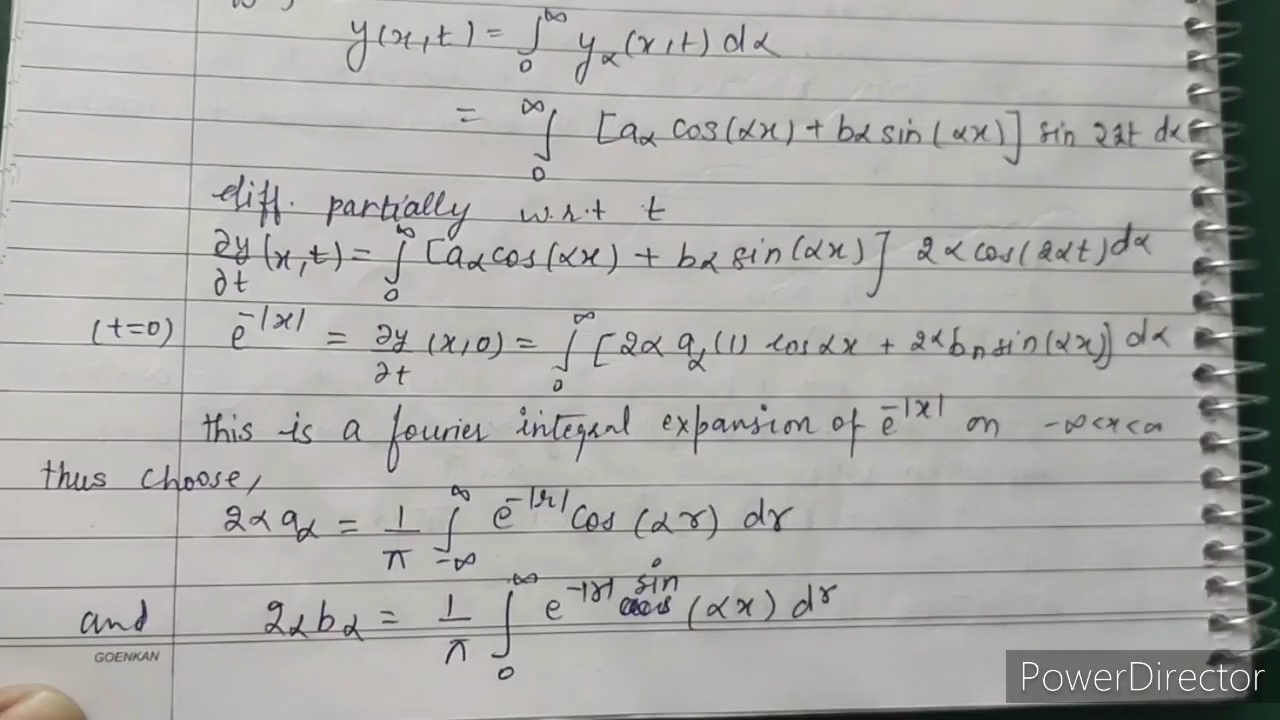 y(x,t) = ∫₀^∞ y_α(x,t) dα
= ∫₀^∞ [a_α cos(αx) + b_α sin(αx)] sin 2αt dα
diff. partially w.r.t t
∂y/∂t (x,t) = ∫₀^∞ [a_α cos(αx) + b_α sin(αx)] 2α cos(2αt) dα
(t=0) e^-|x| = ∂y/∂t (x,0) = ∫₀^∞ [2α a_α (1) cos αx + 2α b_n sin(αx)] dα
this is a fourier integral expansion of e^-|x| on -∞<x<∞
thus choose,
2α a_α = 1/π ∫_-∞^∞ e^-|r| cos (αr) dr
and 2α b_α = 1/π ∫₀^∞ e^-|r| sin (αx) dr
GOENKAN
PowerDirector